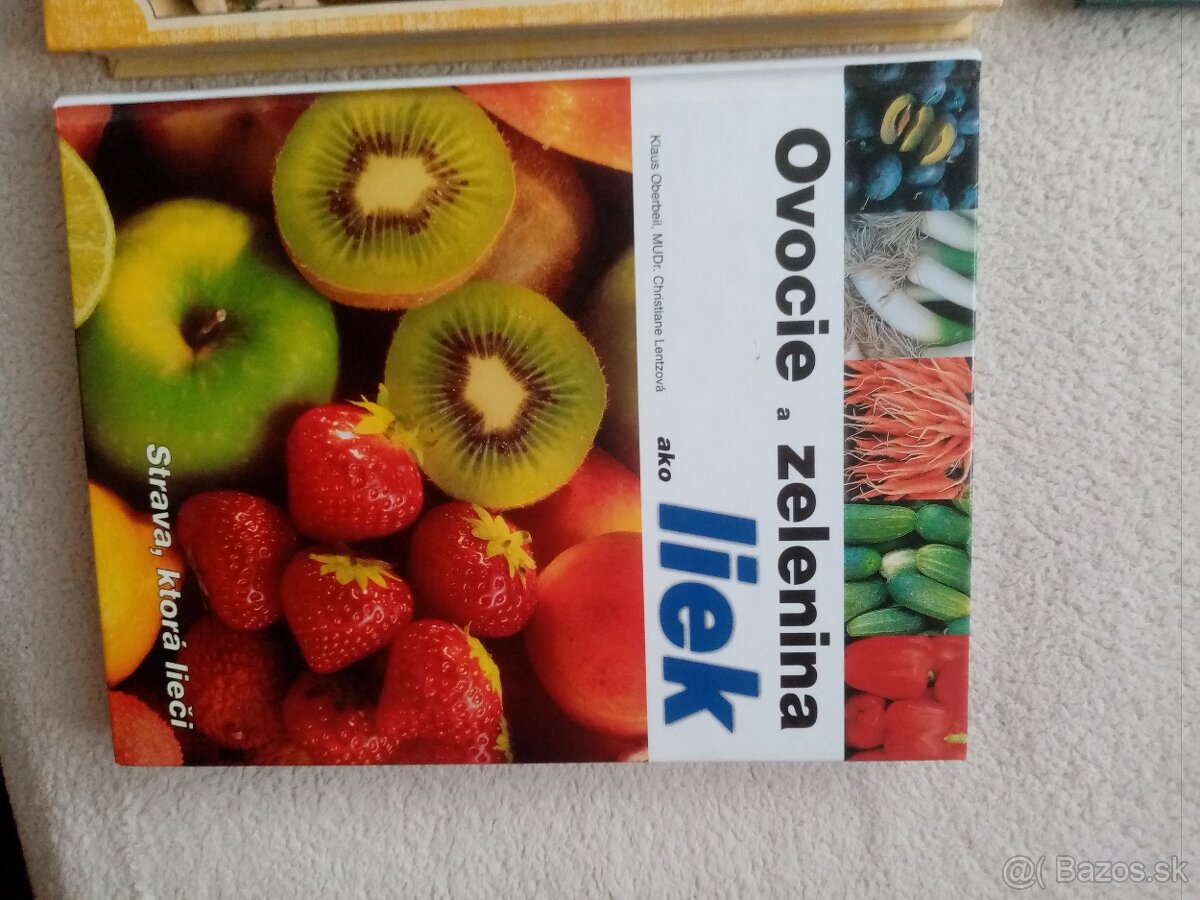 Ovocie a zelenina
ako liek
Klaus Oberbeil, MUDr. Christiane Lentzová
Strava, ktorá lieči
@( Bazos.sk